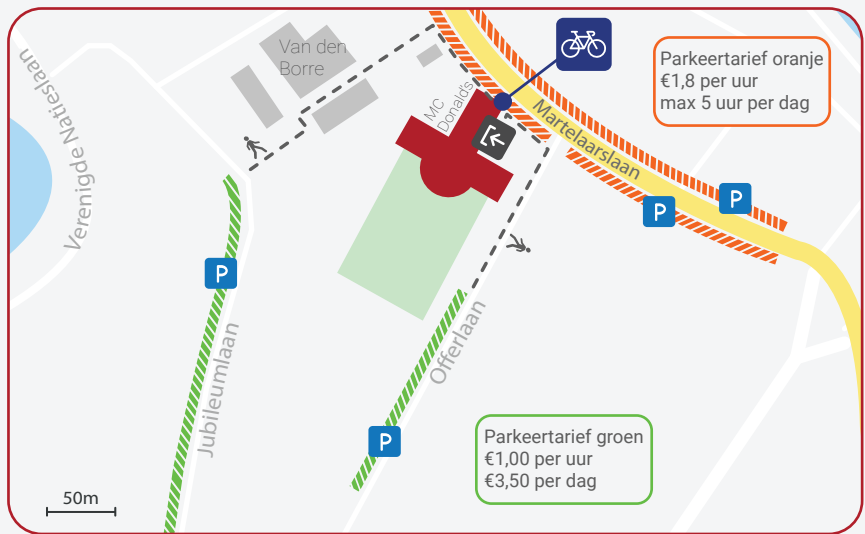 Van den
Borre
MC
Donald's
Parkeertarief oranje
€1,8 per uur
max 5 uur per dag
Verenigde Natieslaan
Martelaarslaan
P
P
P
Jubileumlaan
Offerlaan
P
Parkeertarief groen
€1,00 per uur
€3,50 per dag
50m